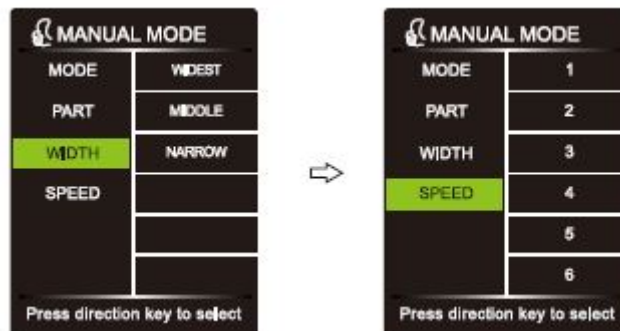 MANUAL MODE
MODE WIDEST
PART MIDDLE
WIDTH NARROW
SPEED
Press direction key to select
MANUAL MODE
MODE 1
PART 2
WIDTH 3
SPEED 4
5
6
Press direction key to select